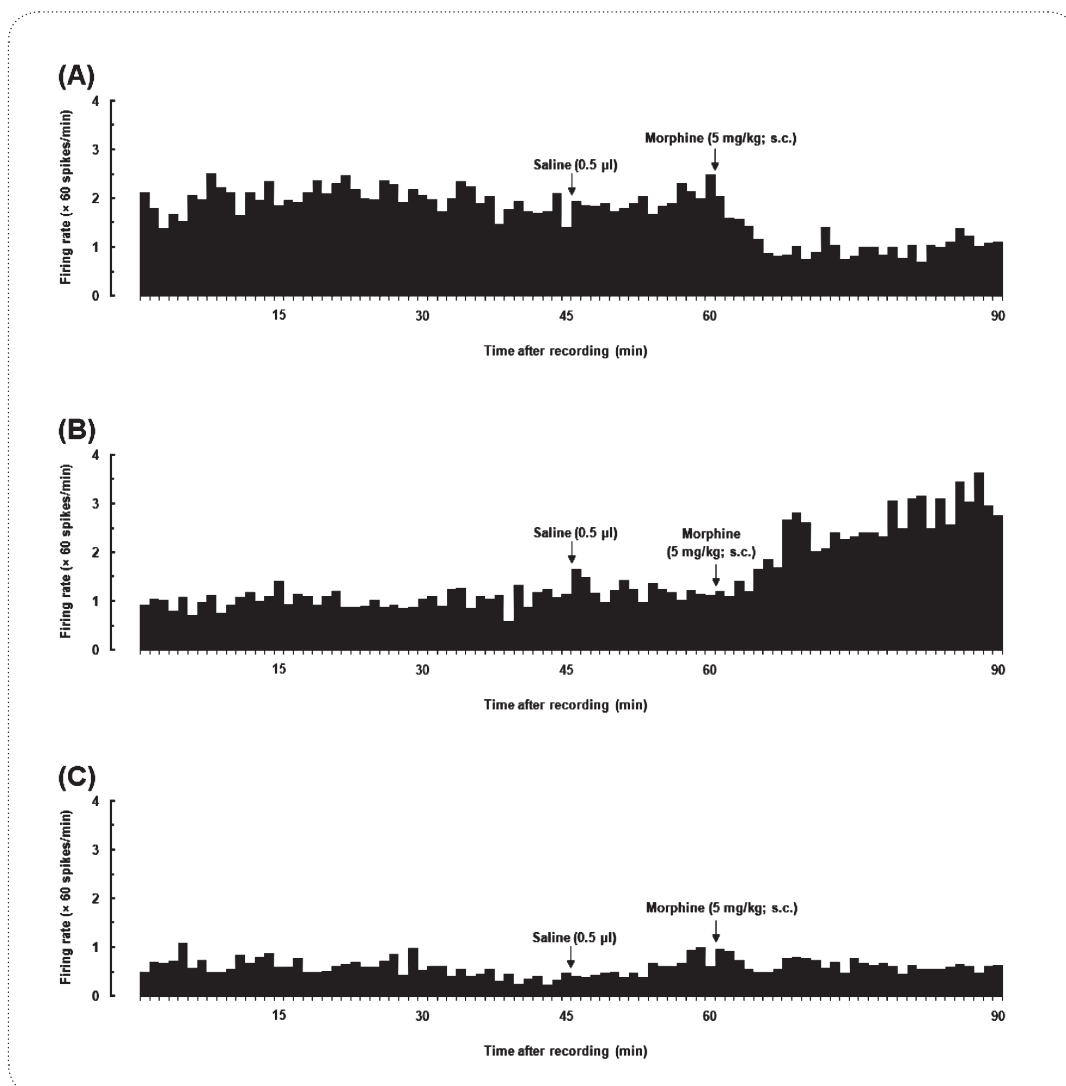 (A)
4
3
2
1
0
Firing rate (× 60 spikes/min)
Saline (0.5 µl)
Morphine (5 mg/kg; s.c.)
15 30 45 60 90
Time after recording (min)
(B)
4
3
2
1
0
Firing rate (× 60 spikes/min)
Saline (0.5 µl)
Morphine
(5 mg/kg; s.c.)
15 30 45 60 90
Time after recording (min)
(C)
4
3
2
1
0
Firing rate (× 60 spikes/min)
Saline (0.5 µl)
Morphine (5 mg/kg; s.c.)
15 30 45 60 90
Time after recording (min)